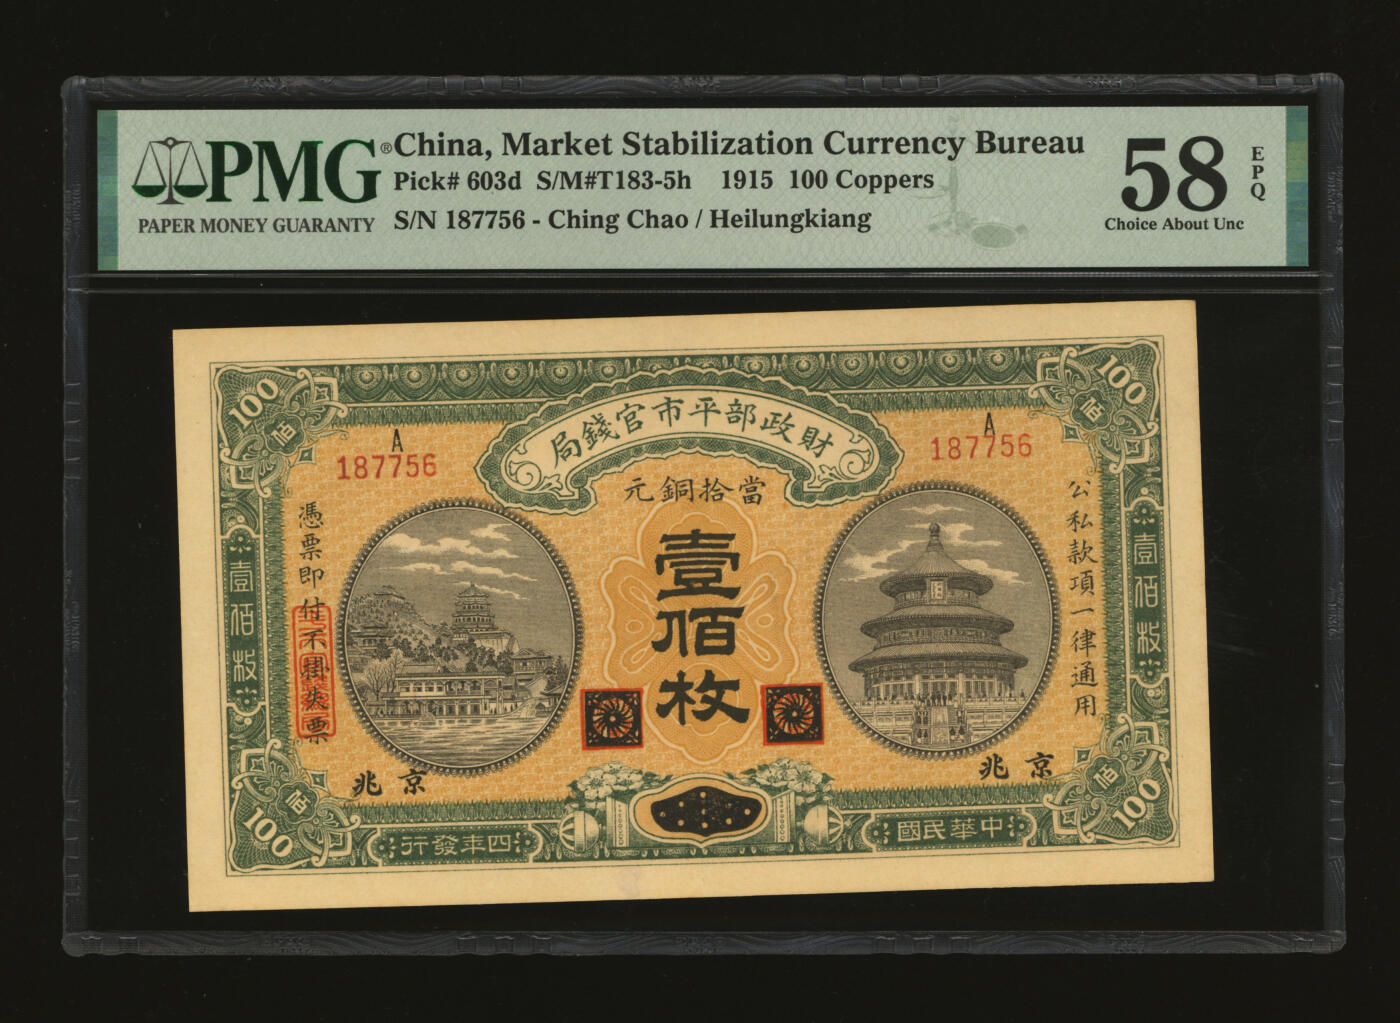 PMG®
PAPER MONEY GUARANTY
China, Market Stabilization Currency Bureau
Pick# 603d S/M#T183-5h 1915 100 Coppers
S/N 187756 - Ching Chao / Heilungkiang
58
EPQ
Choice About Unc
100
100
佰
佰
財政部平市官錢局
A
187756
A
187756
當拾銅元
壹佰枚
公私款項一律通用
憑票即付不掛失票
壹佰枚
壹佰枚
京兆
京兆
佰
佰
100
100
中華民國
四年發行